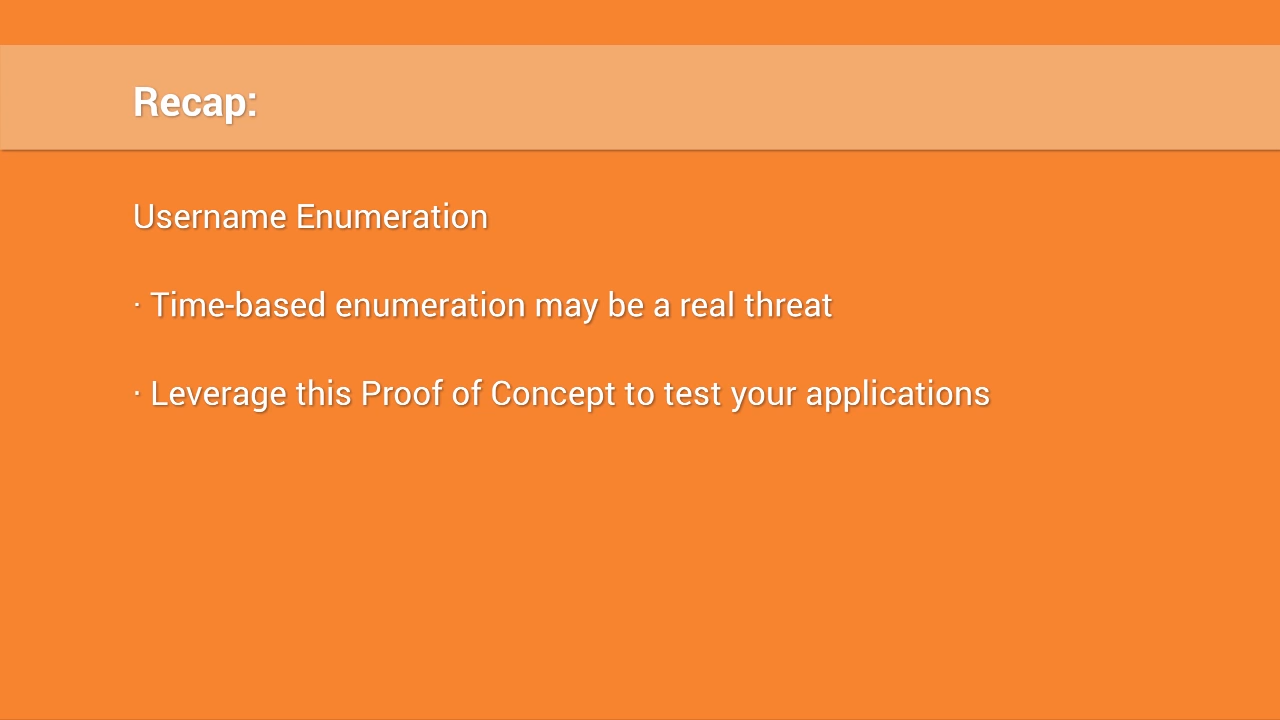 Recap:
Username Enumeration
· Time-based enumeration may be a real threat
· Leverage this Proof of Concept to test your applications